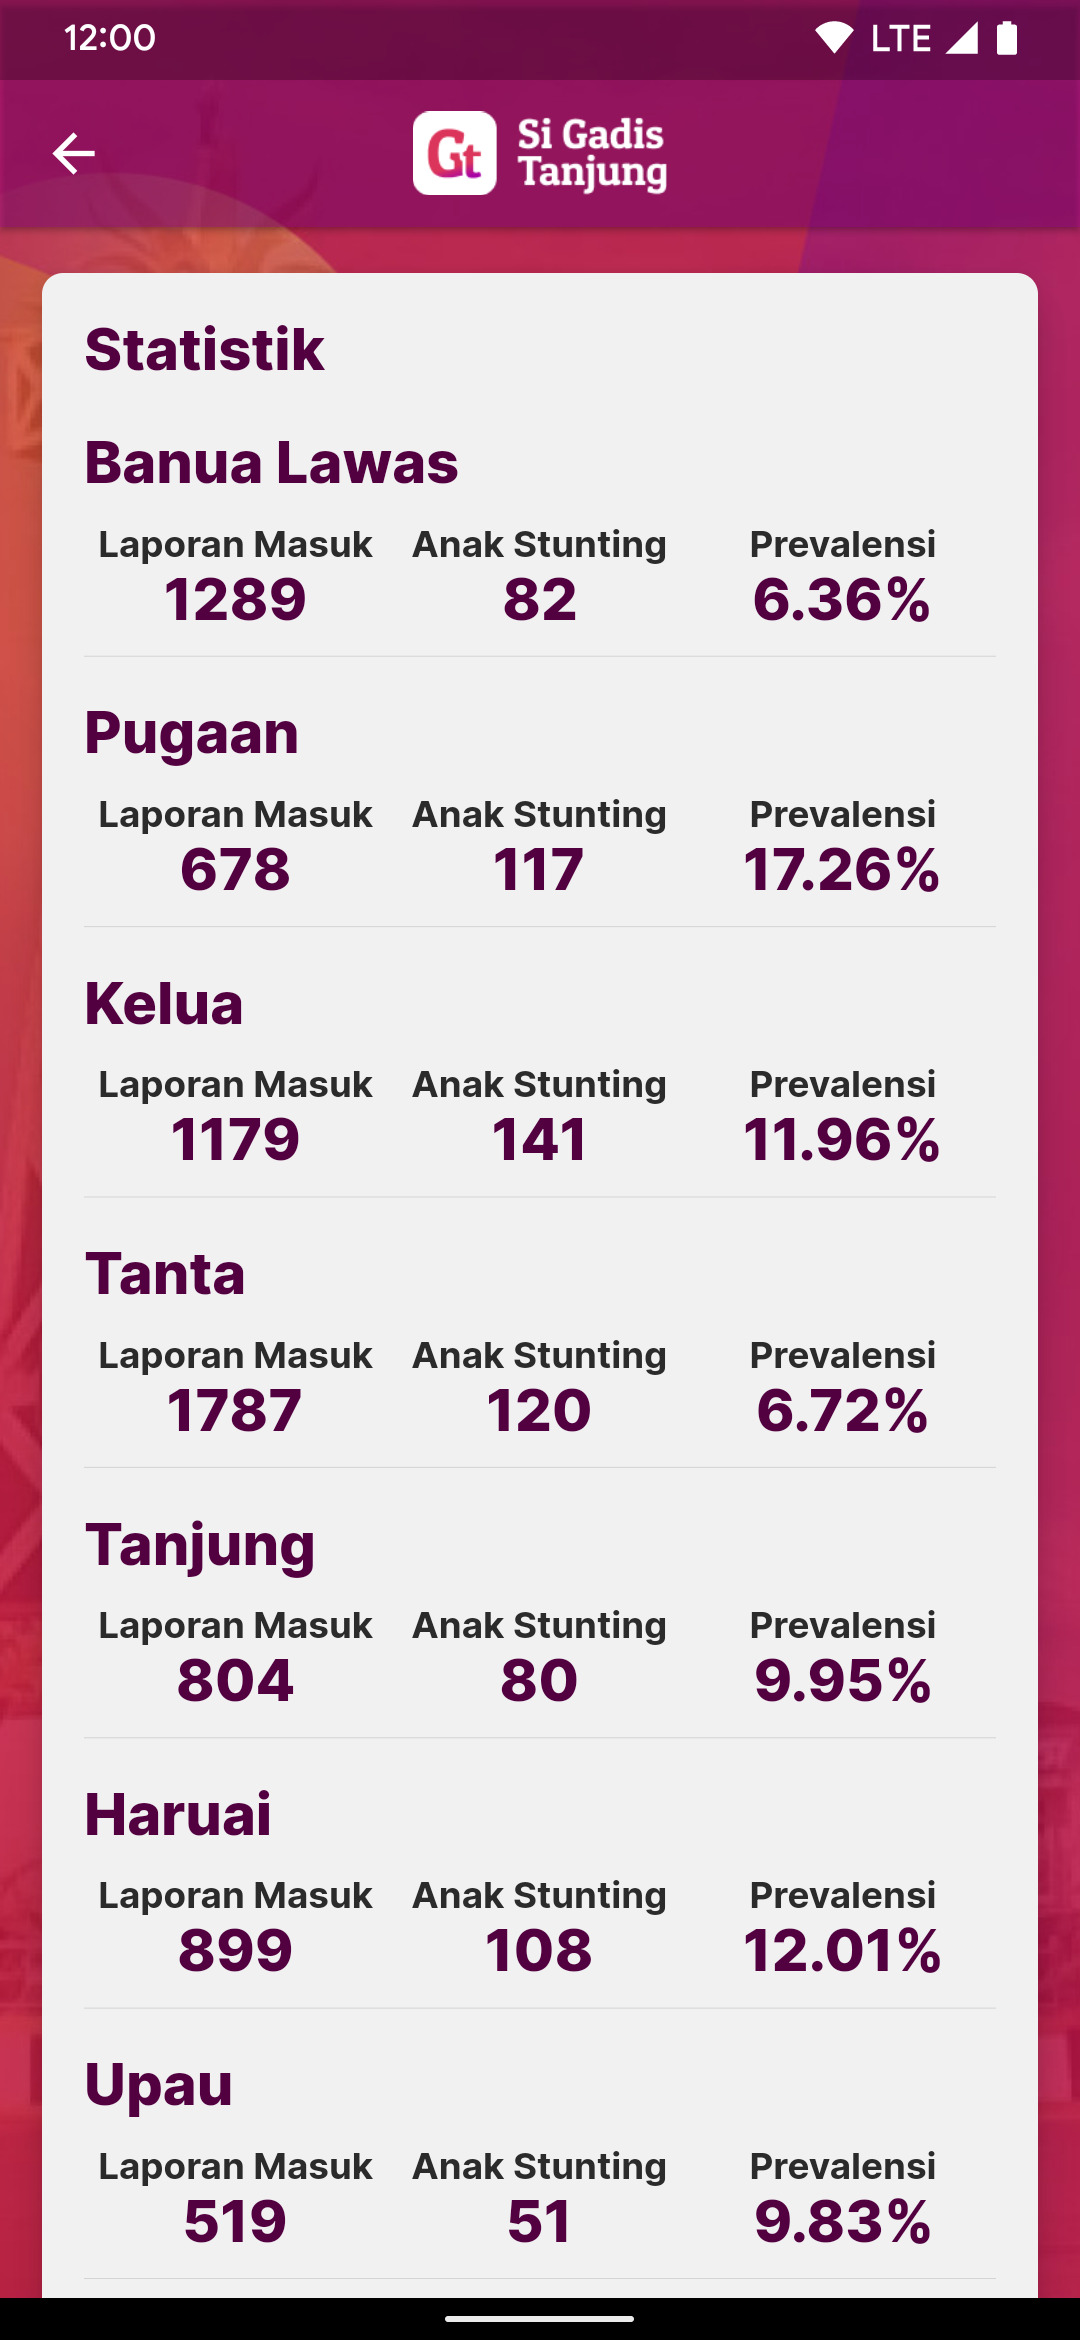 12:00
LTE
Gt
Si Gadis
Tanjung
Statistik
Banua Lawas
Laporan Masuk Anak Stunting Prevalensi
1289 82 6.36%
Pugaan
Laporan Masuk Anak Stunting Prevalensi
678 117 17.26%
Kelua
Laporan Masuk Anak Stunting Prevalensi
1179 141 11.96%
Tanta
Laporan Masuk Anak Stunting Prevalensi
1787 120 6.72%
Tanjung
Laporan Masuk Anak Stunting Prevalensi
804 80 9.95%
Haruai
Laporan Masuk Anak Stunting Prevalensi
899 108 12.01%
Upau
Laporan Masuk Anak Stunting Prevalensi
519 51 9.83%